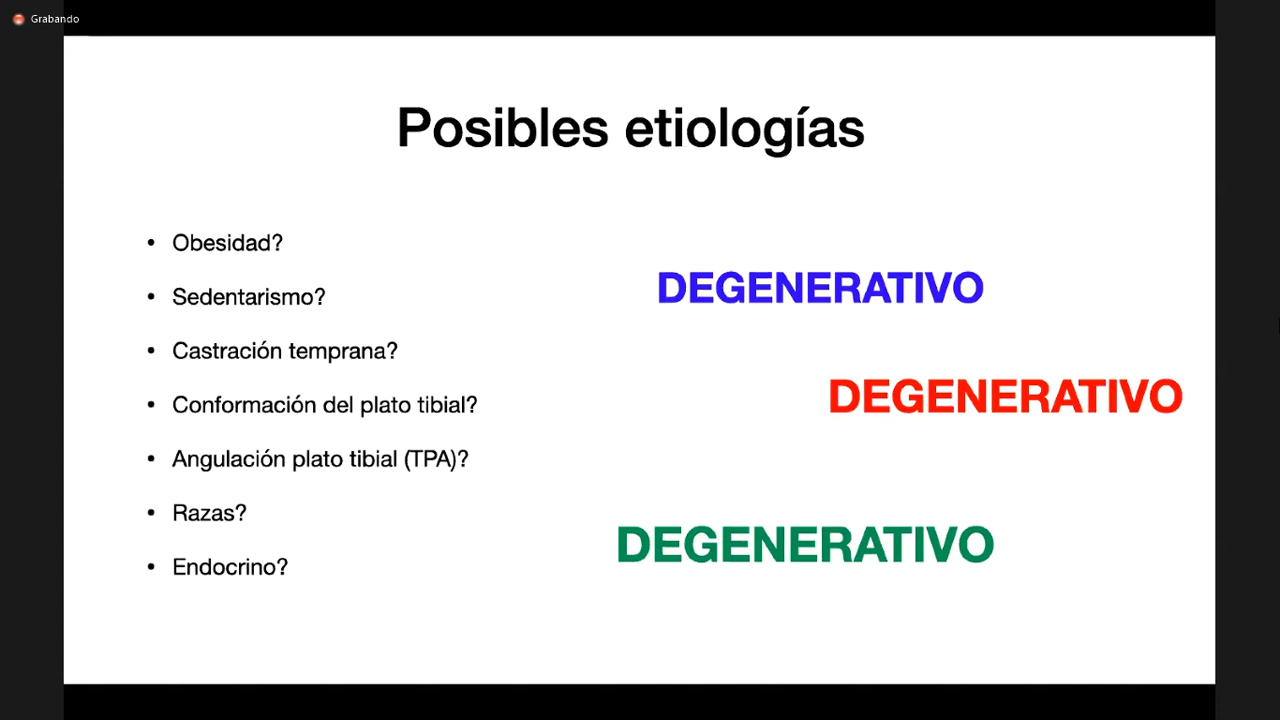 Grabando
Posibles etiologías
• Obesidad?
• Sedentarismo?
• Castración temprana?
• Conformación del plato tibial?
• Angulación plato tibial (TPA)?
• Razas?
• Endocrino?
DEGENERATIVO
DEGENERATIVO
DEGENERATIVO